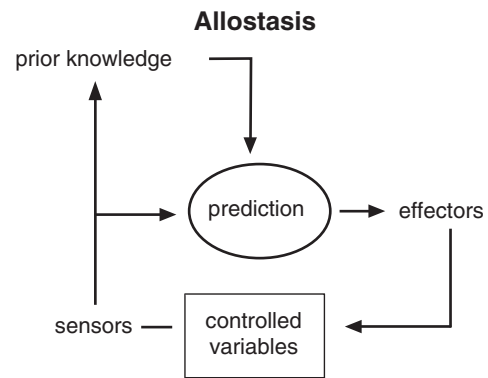 Allostasis
prior knowledge
prediction
effectors
sensors
controlled
variables